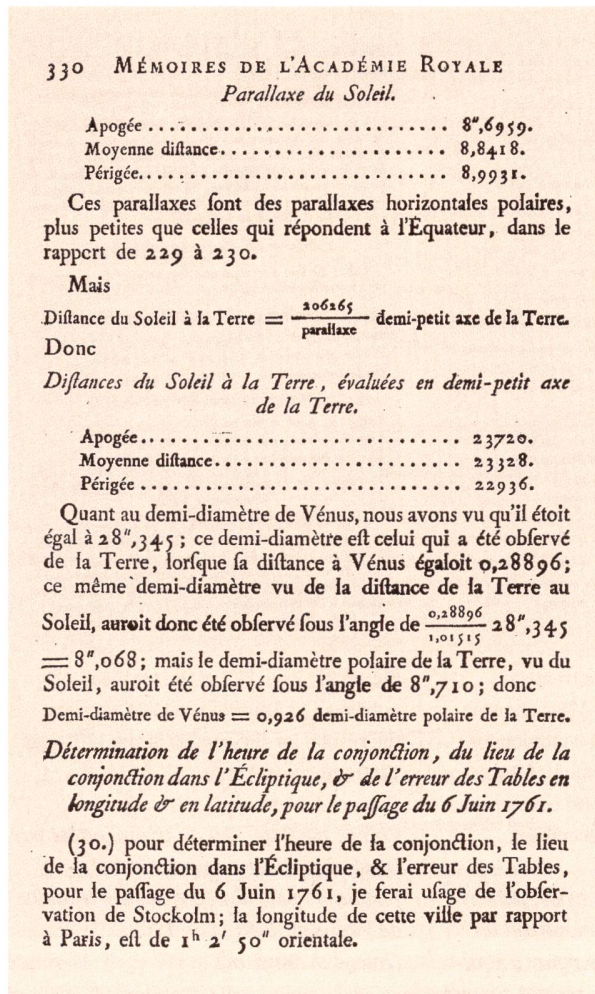 330 MÉMOIRES DE L'ACADÉMIE ROYALE
Parallaxe du Soleil.
Apogée .............................. 8",6959.
Moyenne diſtance....................... 8,8418.
Périgée.............................. 8,9931.
Ces parallaxes ſont des parallaxes horizontales polaires,
plus petites que celles qui répondent à l'Équateur, dans le
rapport de 229 à 230.
Mais
Diſtance du Soleil à la Terre = 206265/parallaxe demi-petit axe de la Terre.
Donc
Diſtances du Soleil à la Terre, évaluées en demi-petit axe
de la Terre.
Apogée.............................. 23720.
Moyenne diſtance....................... 23328.
Périgée .............................. 22936.
Quant au demi-diamètre de Vénus, nous avons vu qu'il étoit
égal à 28",345; ce demi-diamètre eſt celui qui a été obſervé
de la Terre, lorſque ſa diſtance à Vénus égaloit 0,28896;
ce même demi-diamètre vu de la diſtance de la Terre au
Soleil, auroit donc été obſervé ſous l'angle de 0,28896/1,01515 28",345
= 8",068; mais le demi-diamètre polaire de la Terre, vu du
Soleil, auroit été obſervé ſous l'angle de 8",710; donc
Demi-diamètre de Vénus = 0,926 demi-diamètre polaire de la Terre.
Détermination de l'heure de la conjonction, du lieu de la
conjonction dans l'Écliptique, & de l'erreur des Tables en
longitude & en latitude, pour le paſſage du 6 Juin 1761.
(30.) pour déterminer l'heure de la conjonction, le lieu
de la conjonction dans l'Écliptique, & l'erreur des Tables,
pour le paſſage du 6 Juin 1761, je ferai uſage de l'obſer-
vation de Stockolm; la longitude de cette ville par rapport
à Paris, eſt de 1ʰ 2' 50" orientale.